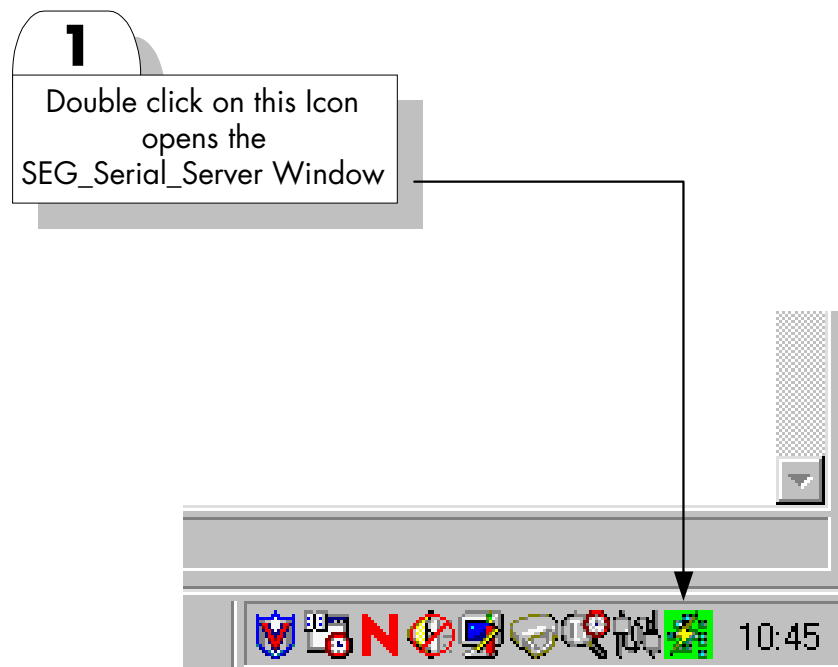 1
Double click on this Icon
opens the
SEG_Serial_Server Window
N
10:45